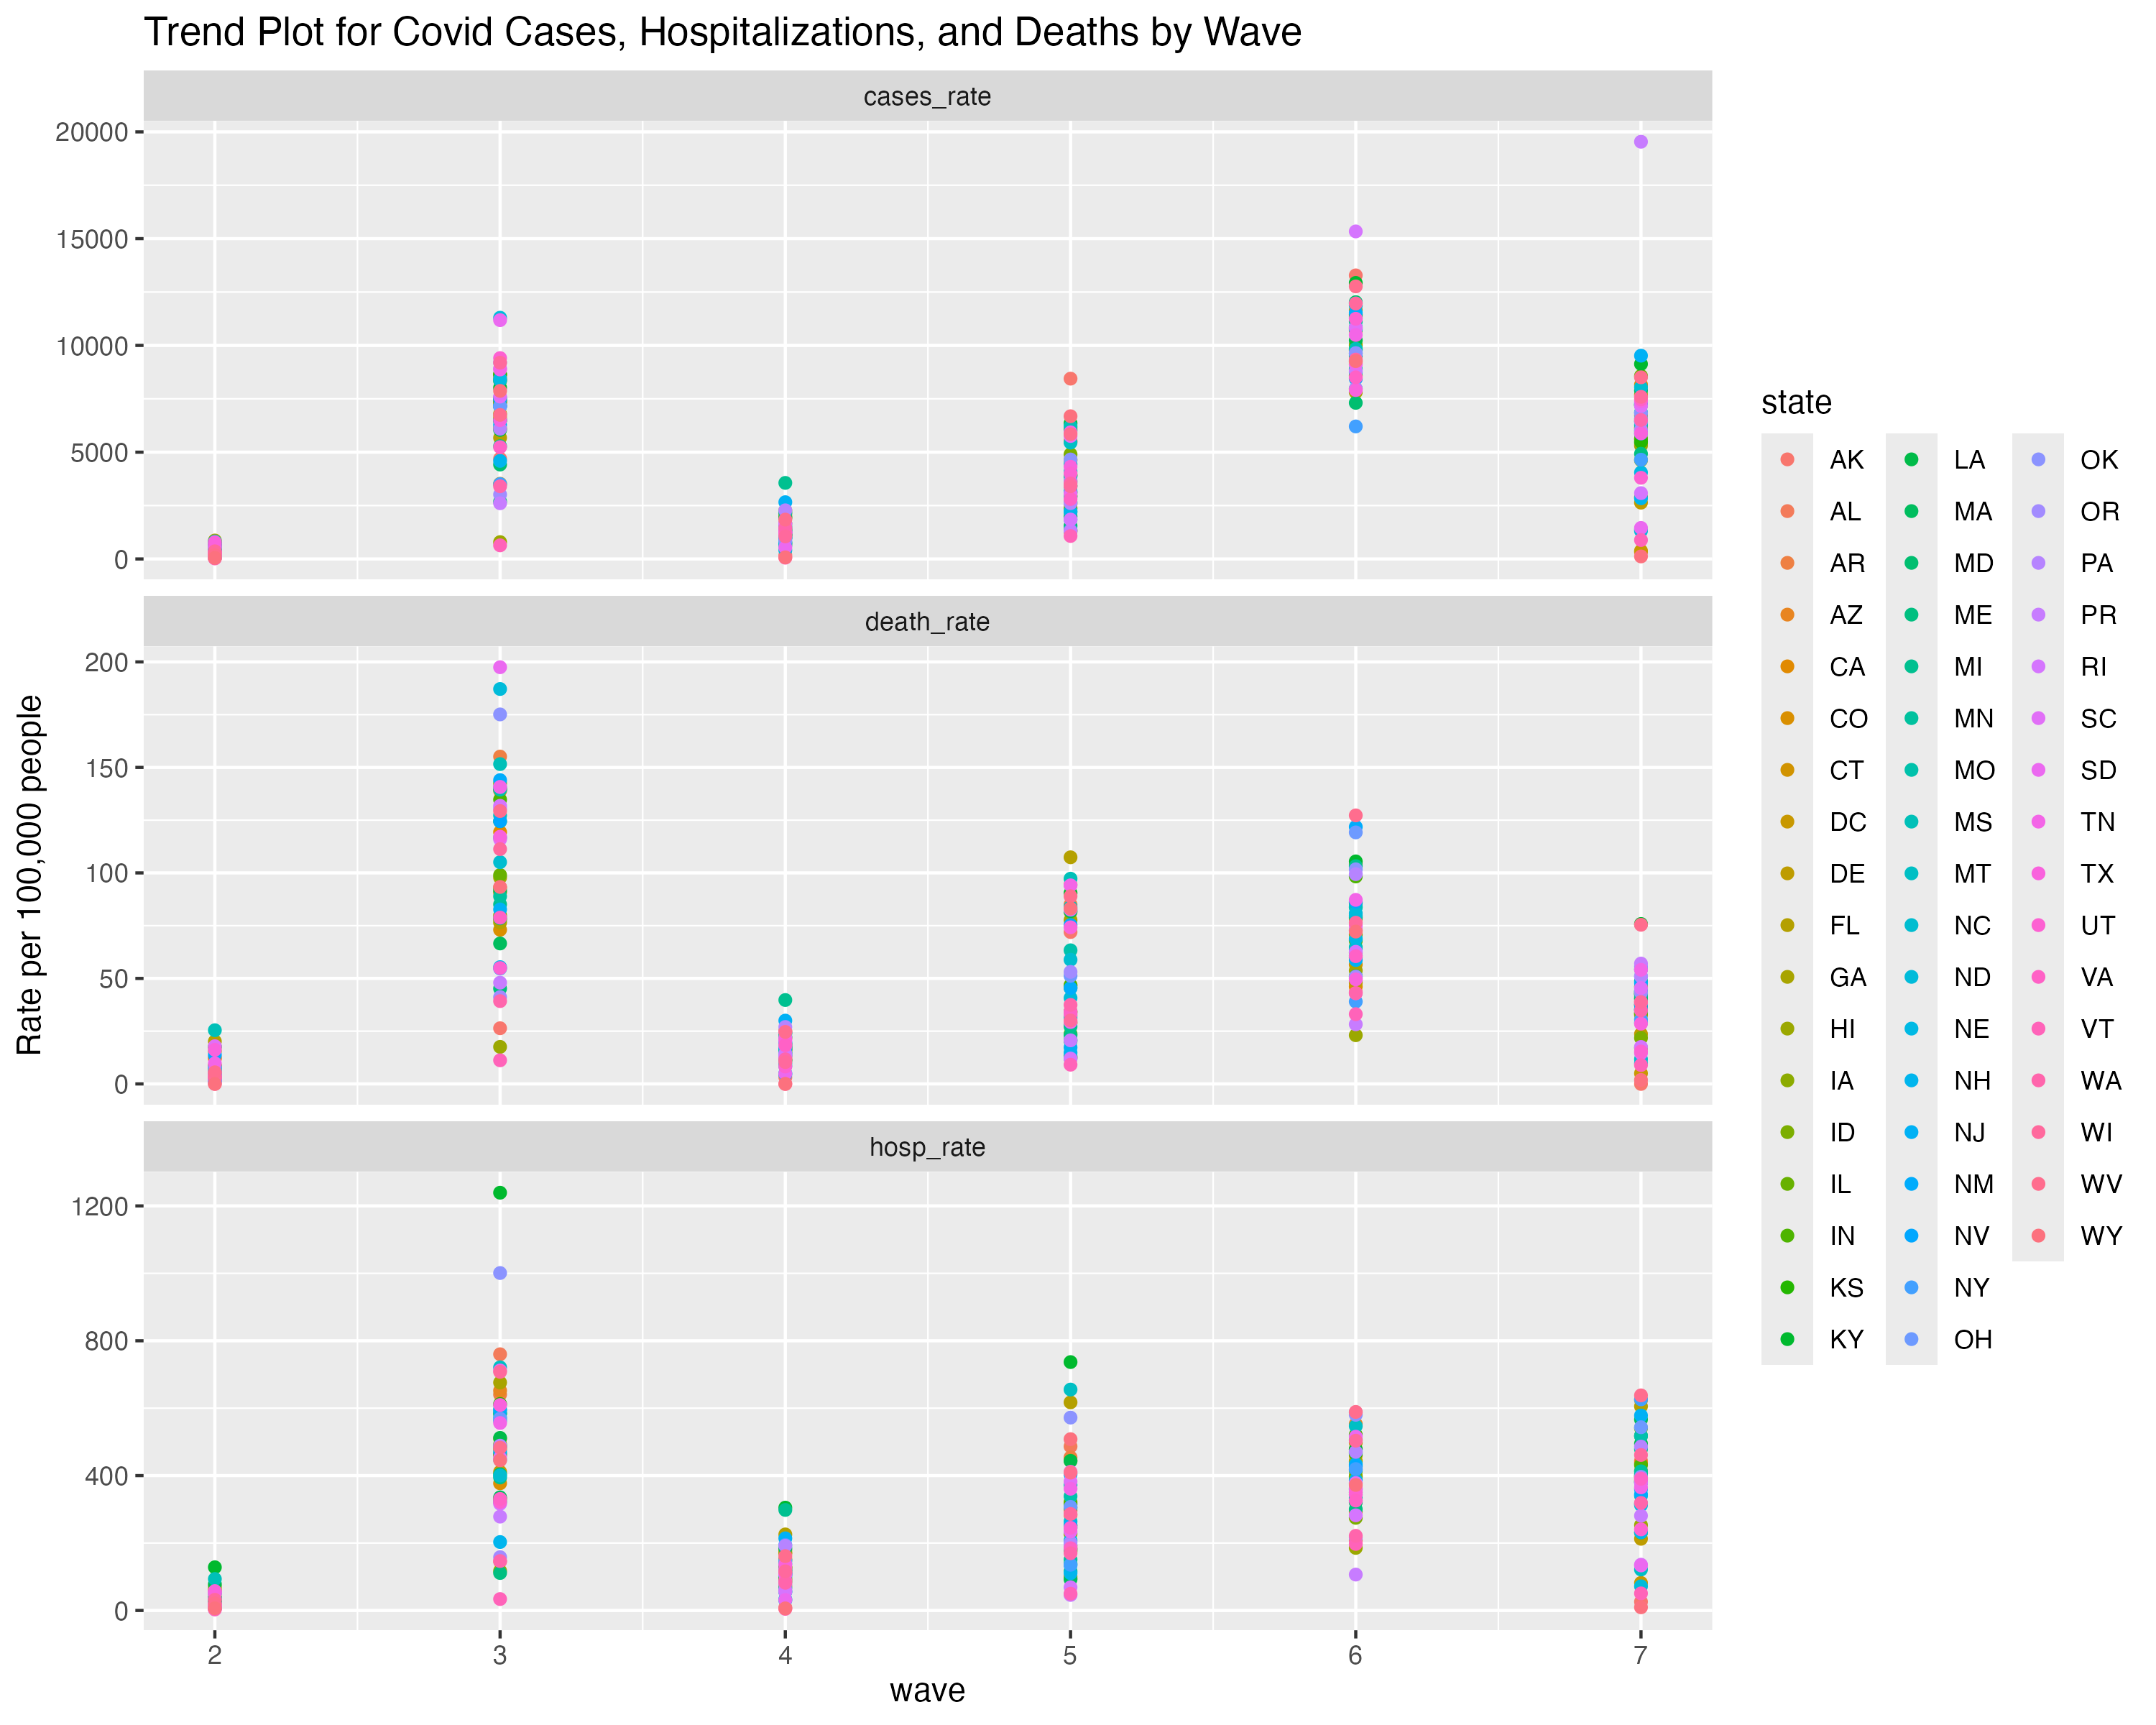 Trend Plot for Covid Cases, Hospitalizations, and Deaths by Wave
cases_rate
20000
15000
10000
5000
0
death_rate
200
150
100
50
0
hosp_rate
1200
800
400
0
2 3 4 5 6 7
wave
Rate per 100,000 people
state
AK LA OK
AL MA OR
AR MD PA
AZ ME PR
CA MI RI
CO MN SC
CT MO SD
DC MS TN
DE MT TX
FL NC UT
GA ND VA
HI NE VT
IA NH WA
ID NJ WI
IL NM WV
IN NV WY
KS NY
KY OH